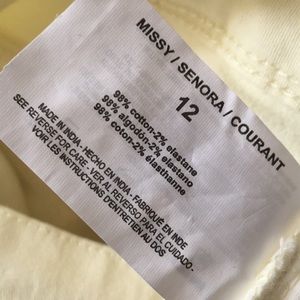 MISSY / SENORA / COURANT
12
98% cotton-2% elastane
98% algodón-2% elastano
98% coton-2% élasthanne
MADE IN INDIA - HECHO EN INDIA - FABRIQUÉ EN INDE
SEE REVERSE FOR CARE - VER AL REVERSO PARA EL CUIDADO -
VOIR LES INSTRUCTIONS D'ENTRETIEN AU DOS